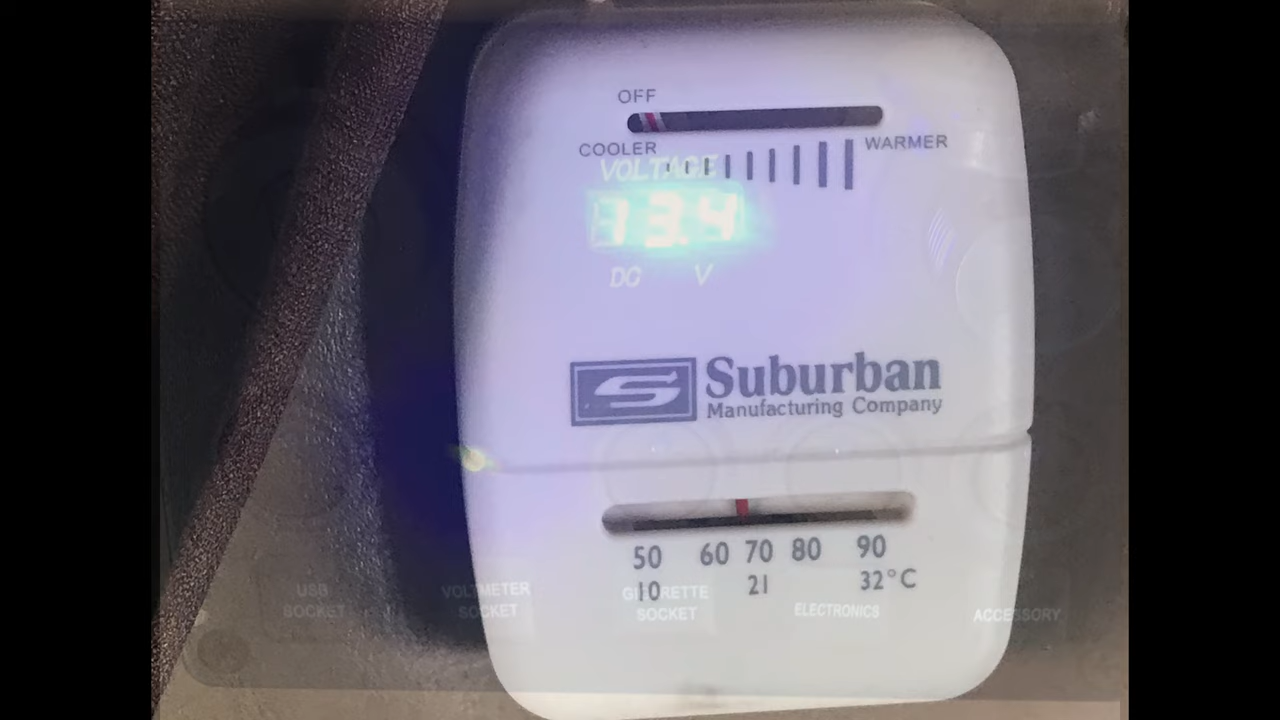 OFF
COOLER WARMER
VOLTAGE
13.4
DC V
S Suburban
Manufacturing Company
50 60 70 80 90
10 21 32°C
USB SOCKET
VOLTMETER SOCKET
CIGARETTE SOCKET
ELECTRONICS
ACCESSORY